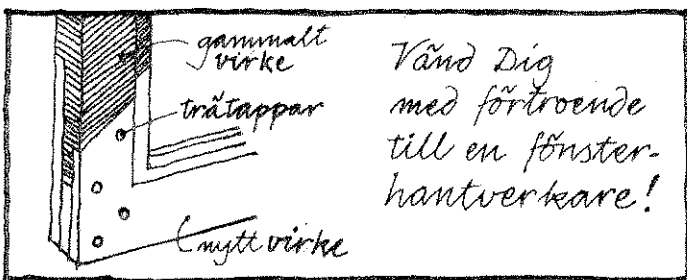 gammalt
virke
trätappar
nytt virke
Vänd Dig
med förtroende
till en fönster-
hantverkare!